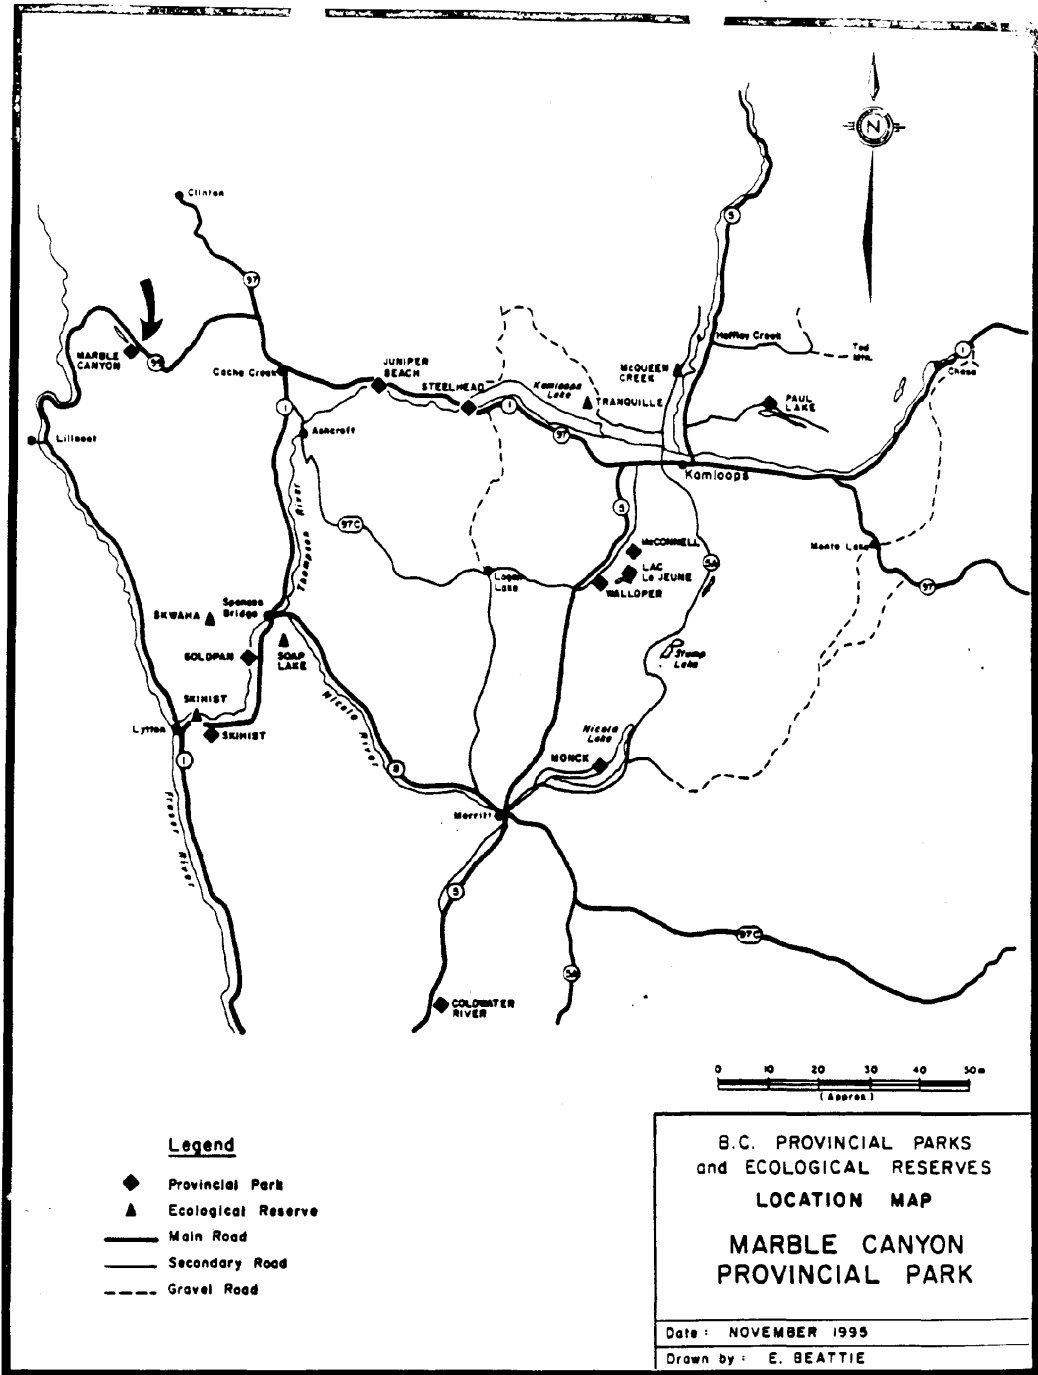 N
Clinton
5
97
Heffley Creek
Tod
Mtn.
1
Chase
MARBLE
CANYON
99
Cache Creek
JUNIPER
BEACH
STEELHEAD
Kamloops
Lake
McQUEEN
CREEK
TRANQUILLE
PAUL
LAKE
1
1
97
Lillooet
Ashcroft
Kamloops
Thompson River
97C
5
McCONNELL
LAC
Le JEUNE
WALLOPER
5A
Monte Lake
97
Logan
Lake
SKWAHA
Spences
Bridge
GOLDPAN
SOAP
LAKE
Stump
Lake
SKIHIST
Lytton
SKIHIST
Nicola River
Nicola
Lake
MONCK
1
8
Fraser River
Merritt
5
97C
5A
COLDWATER
RIVER
0 10 20 30 40 50
(Approx.)
Legend
Provincial Park
Ecological Reserve
Main Road
Secondary Road
Gravel Road
B.C. PROVINCIAL PARKS
and ECOLOGICAL RESERVES
LOCATION MAP
MARBLE CANYON
PROVINCIAL PARK
Date: NOVEMBER 1995
Drawn by: E. BEATTIE